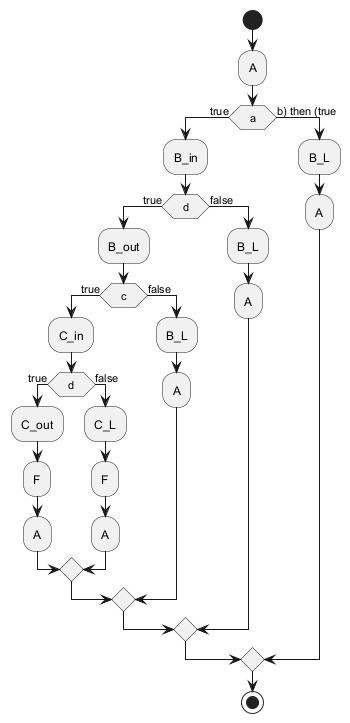 A
true
a
b) then (true
B_in
B_L
true
d
false
A
B_out
B_L
true
c
false
A
C_in
B_L
true
d
false
A
C_out
C_L
F
F
A
A